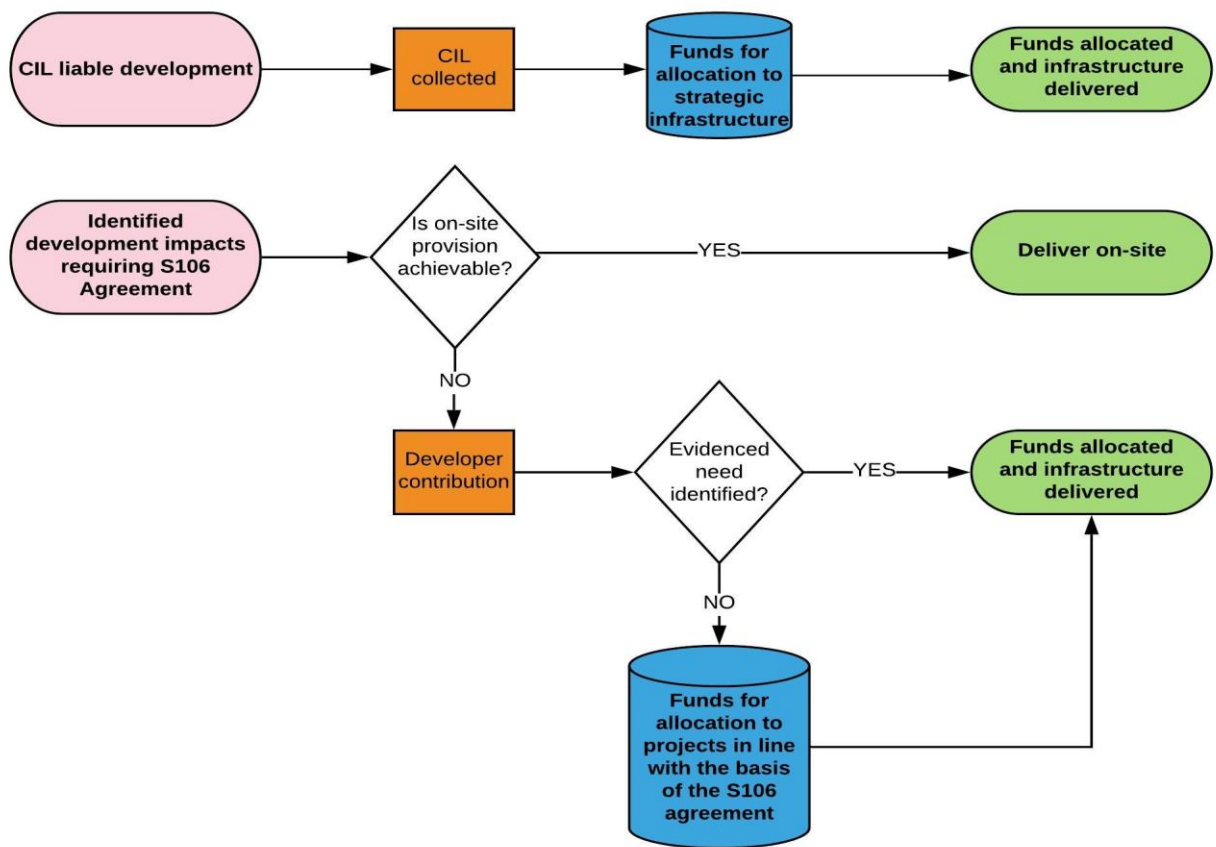 CIL liable development
CIL
collected
Funds for
allocation to
strategic
infrastructure
Funds allocated
and infrastructure
delivered
Identified
development impacts
requiring S106
Agreement
Is on-site
provision
achievable?
YES
Deliver on-site
NO
Developer
contribution
Evidenced
need
identified?
YES
Funds allocated
and infrastructure
delivered
NO
Funds for
allocation to
projects in line
with the basis
of the S106
agreement